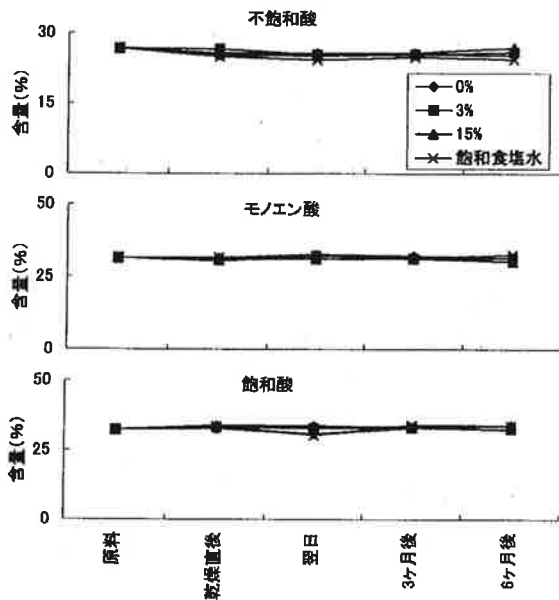 不飽和酸
30
15
0
含量(%)
0%
3%
15%
飽和食塩水
モノエン酸
50
25
0
含量(%)
飽和酸
50
25
0
含量(%)
原料
乾燥直後
翌日
3ヶ月後
6ヶ月後